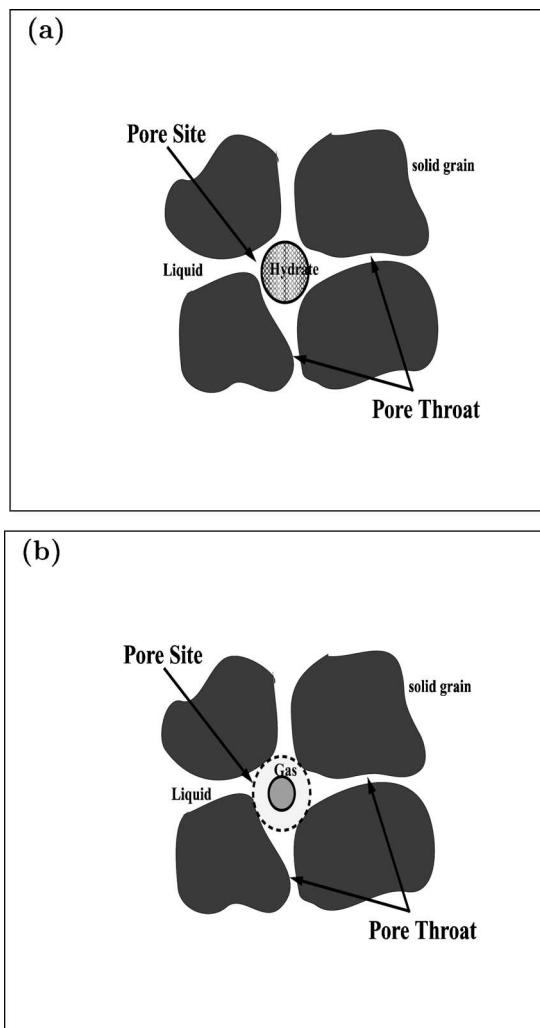 (a)
Pore Site
solid grain
Liquid
Hydrate
Pore Throat
(b)
Pore Site
solid grain
Gas
Liquid
Pore Throat